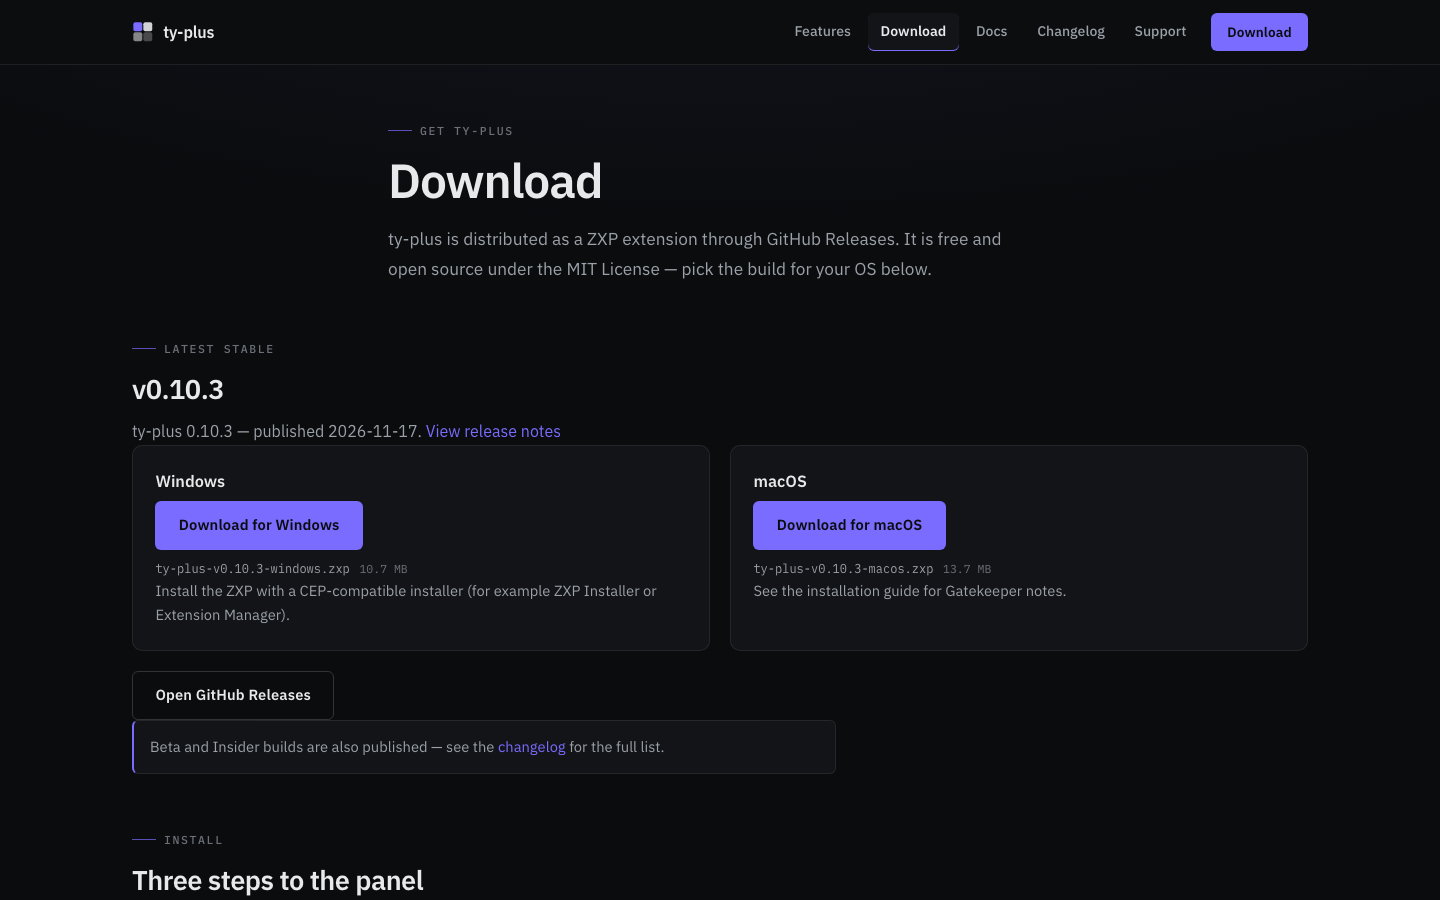 ty-plus
Features
Download
Docs
Changelog
Support
Download
GET TY-PLUS
Download
ty-plus is distributed as a ZXP extension through GitHub Releases. It is free and
open source under the MIT License — pick the build for your OS below.
LATEST STABLE
v0.10.3
ty-plus 0.10.3 — published 2026-11-17. View release notes
Windows
Download for Windows
ty-plus-v0.10.3-windows.zxp 10.7 MB
Install the ZXP with a CEP-compatible installer (for example ZXP Installer or
Extension Manager).
macOS
Download for macOS
ty-plus-v0.10.3-macos.zxp 13.7 MB
See the installation guide for Gatekeeper notes.
Open GitHub Releases
Beta and Insider builds are also published — see the changelog for the full list.
INSTALL
Three steps to the panel